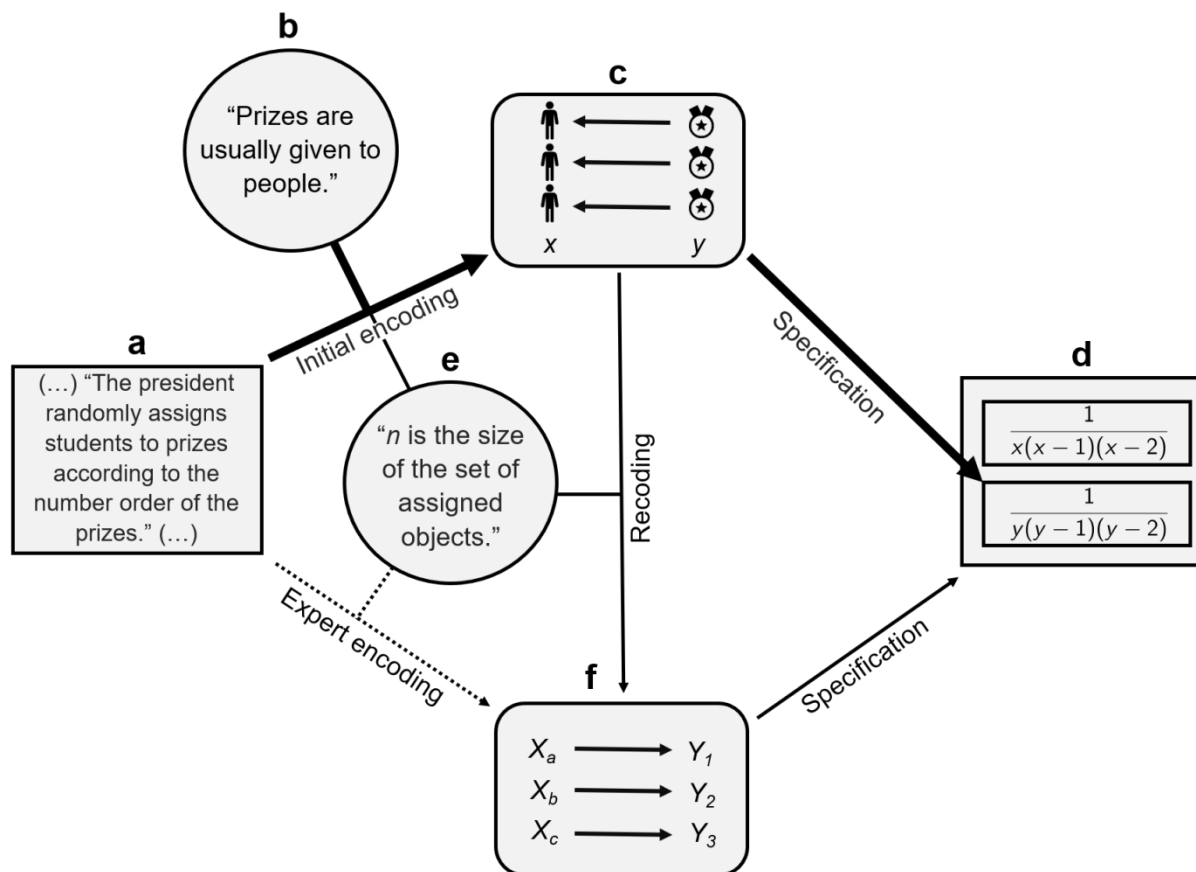 b
“Prizes are
usually given to
people.”
c
x y
Initial encoding
a
(…) “The president
randomly assigns
students to prizes
according to the
number order of the
prizes.” (…)
e
“n is the size
of the set of
assigned
objects.”
Recoding
Specification
d
1
x(x − 1)(x − 2)
1
y(y − 1)(y − 2)
Expert encoding
f
Xa Y1
Xb Y2
Xc Y3
Specification